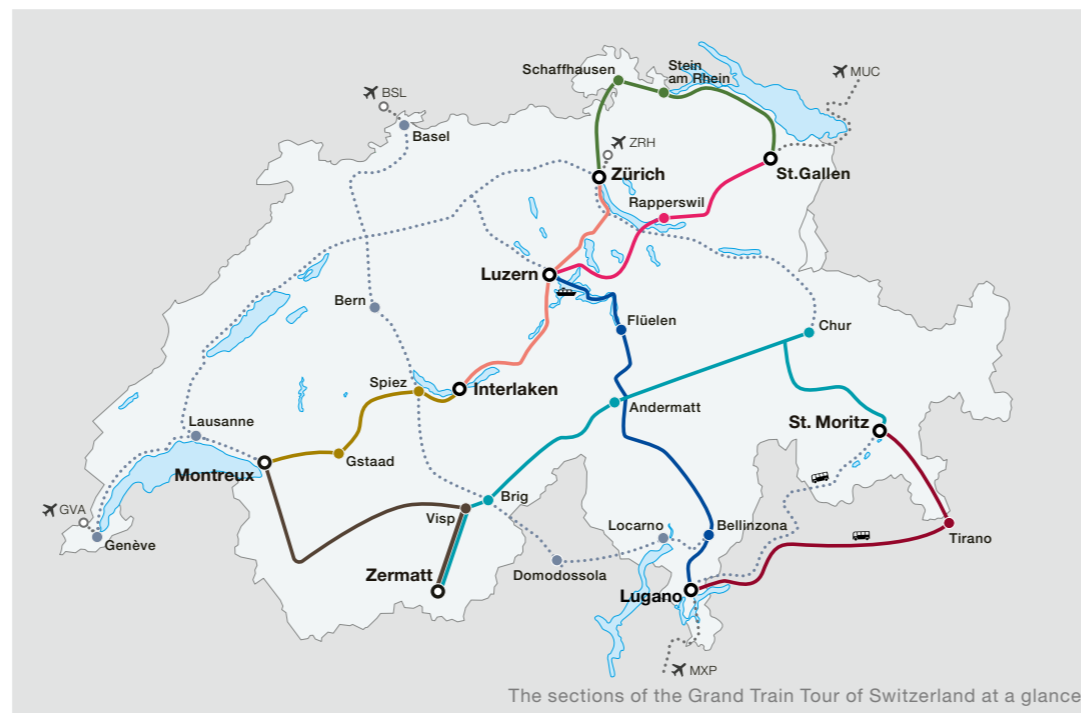 Schaffhausen
Stein
am Rhein
MUC
BSL
Basel
ZRH
Zürich
St.Gallen
Rapperswil
Luzern
Bern
Flüelen
Chur
Spiez
Interlaken
Andermatt
Lausanne
St. Moritz
Gstaad
Montreux
Brig
GVA
Visp
Locarno
Bellinzona
Tirano
Genève
Zermatt
Domodossola
Lugano
MXP
The sections of the Grand Train Tour of Switzerland at a glance